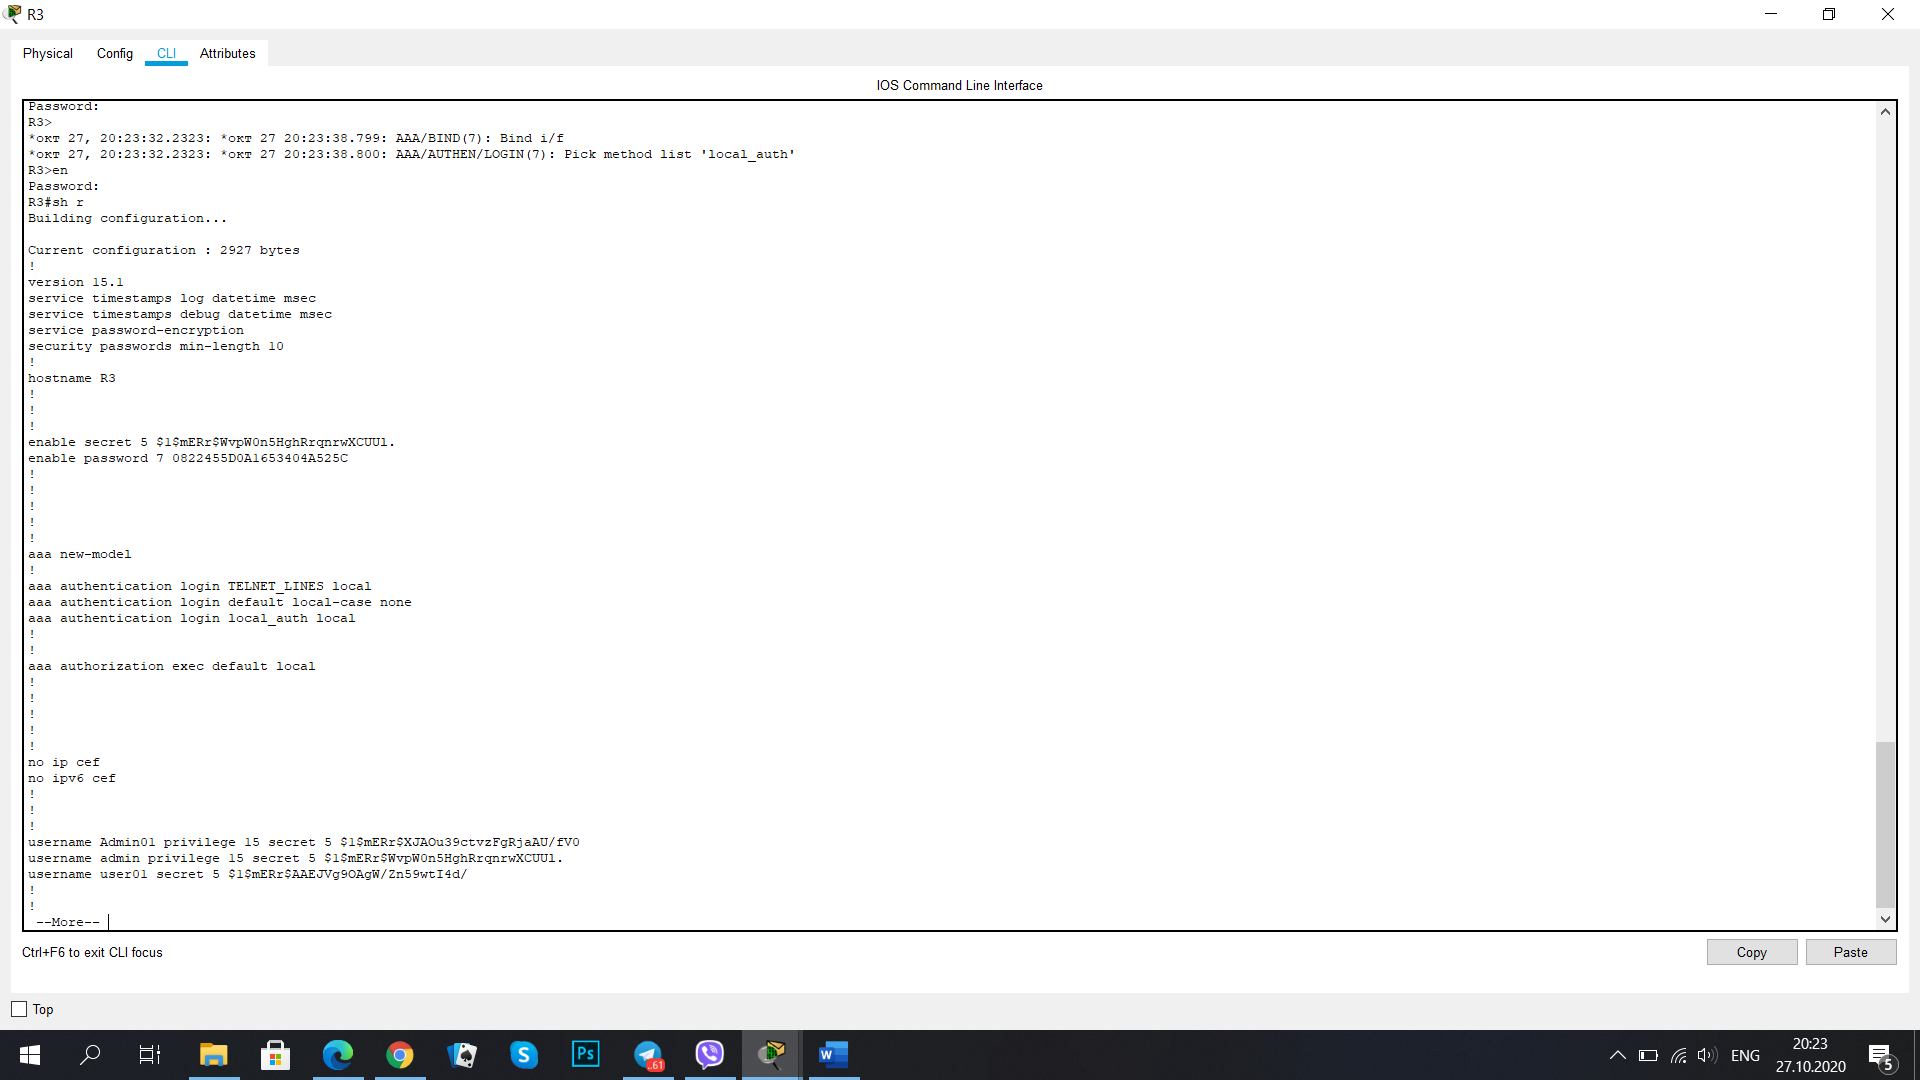 R3
Physical Config CLI Attributes
IOS Command Line Interface
Password:
R3>
*окт 27, 20:23:32.2323: *окт 27 20:23:38.799: AAA/BIND(7): Bind i/f
*окт 27, 20:23:32.2323: *окт 27 20:23:38.800: AAA/AUTHEN/LOGIN(7): Pick method list 'local_auth'
R3>en
Password:
R3#sh r
Building configuration...
Current configuration : 2927 bytes
!
version 15.1
service timestamps log datetime msec
service timestamps debug datetime msec
service password-encryption
security passwords min-length 10
!
hostname R3
!
!
!
enable secret 5 $1$mERr$WvpW0n5HghRrqnrwXCUUl.
enable password 7 0822455D0A1653404A525C
!
!
!
!
!
aaa new-model
!
aaa authentication login TELNET_LINES local
aaa authentication login default local-case none
aaa authentication login local_auth local
!
!
aaa authorization exec default local
!
!
!
!
!
no ip cef
no ipv6 cef
!
!
!
username Admin01 privilege 15 secret 5 $1$mERr$XJAOu39ctvzFgRjaAU/fV0
username admin privilege 15 secret 5 $1$mERr$WvpW0n5HghRrqnrwXCUUl.
username user01 secret 5 $1$mERr$AAEJVg9OAgW/Zn59wtI4d/
!
!
--More--
Ctrl+F6 to exit CLI focus
Copy Paste
Top
Ps
..61
W
ENG
20:23
27.10.2020
5